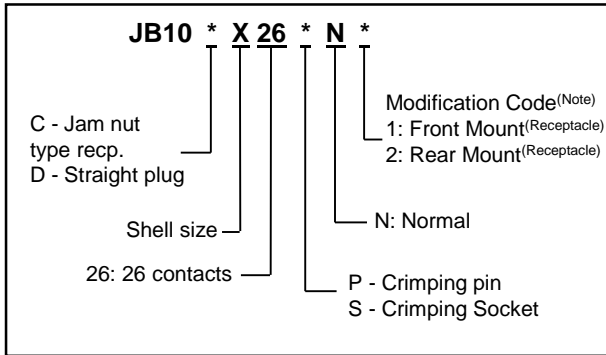 JB10 * X 26 * N *
C - Jam nut
type recp.
D - Straight plug
Shell size
26: 26 contacts
Modification Code(Note)
1: Front Mount(Receptacle)
2: Rear Mount(Receptacle)
N: Normal
P - Crimping pin
S - Crimping Socket